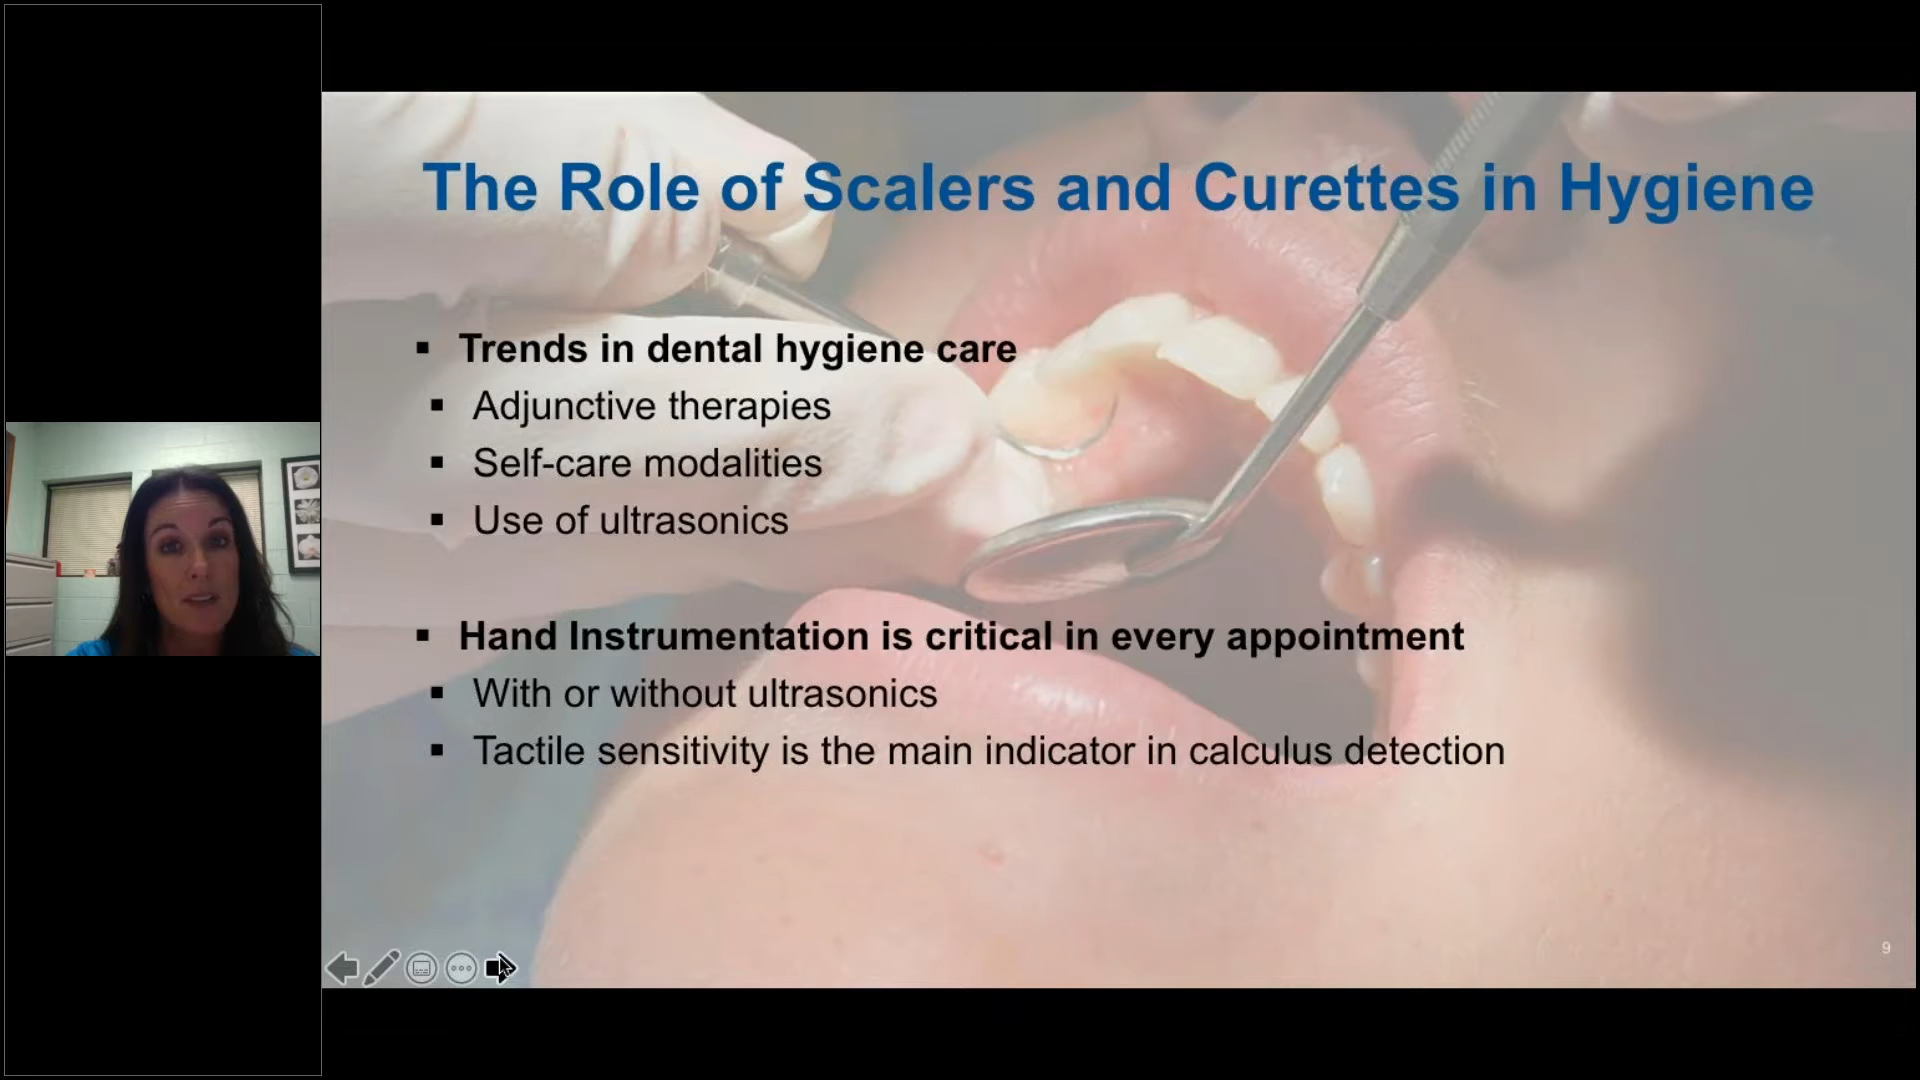 The Role of Scalers and Curettes in Hygiene
▪ Trends in dental hygiene care
▪ Adjunctive therapies
▪ Self-care modalities
▪ Use of ultrasonics
▪ Hand Instrumentation is critical in every appointment
▪ With or without ultrasonics
▪ Tactile sensitivity is the main indicator in calculus detection
9